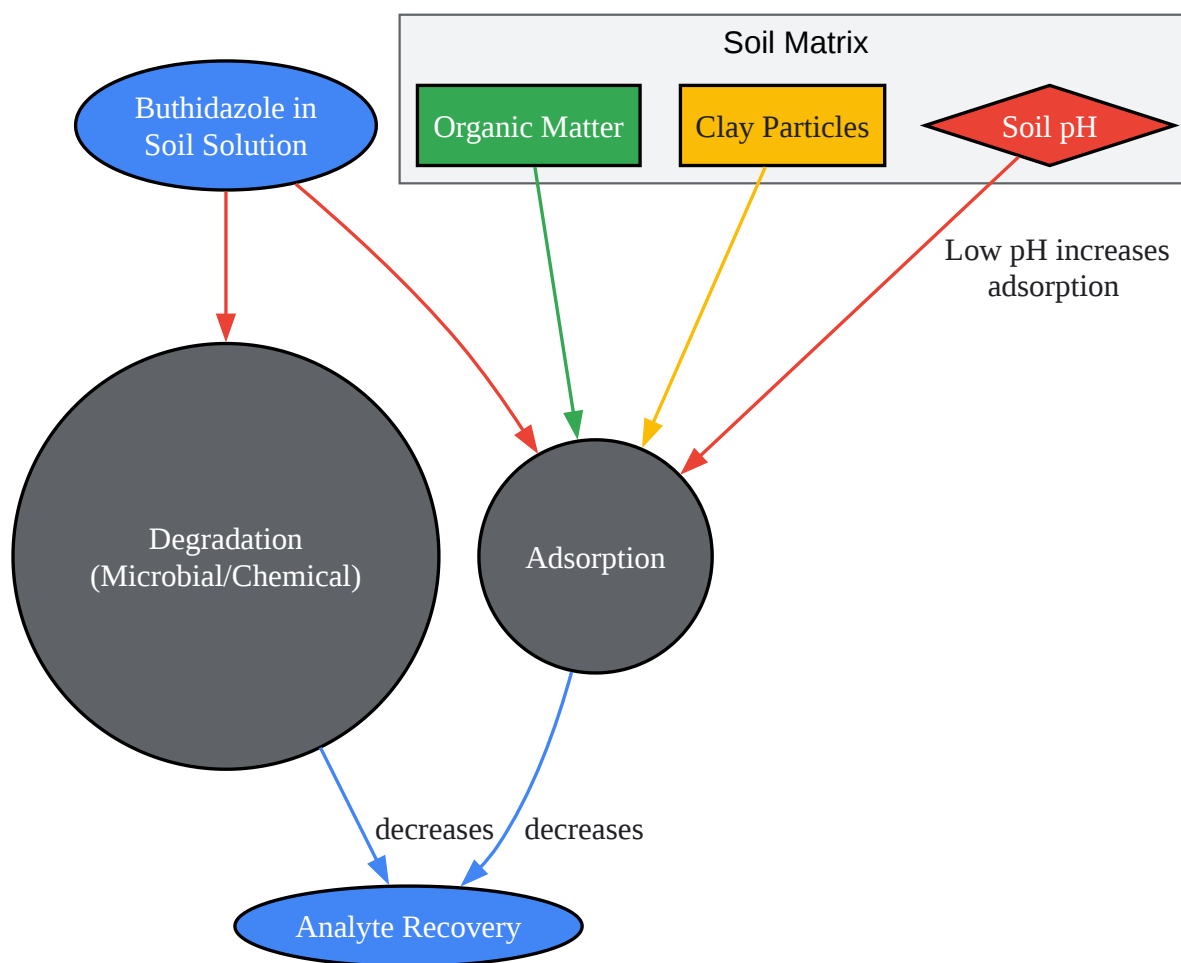 Soil Matrix
Buthidazole in
Soil Solution
Organic Matter
Clay Particles
Soil pH
Low pH increases
adsorption
Degradation
(Microbial/Chemical)
Adsorption
decreases
decreases
Analyte Recovery